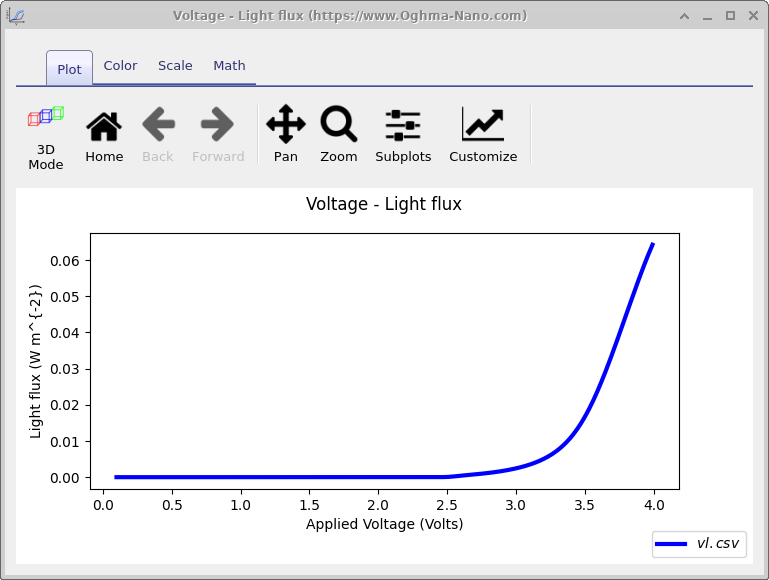 Voltage - Light flux (https://www.Oghma-Nano.com)
Plot Color Scale Math
3D Mode Home Back Forward Pan Zoom Subplots Customize
Voltage - Light flux
Light flux (W m^{-2})
0.06
0.05
0.04
0.03
0.02
0.01
0.00
0.0 0.5 1.0 1.5 2.0 2.5 3.0 3.5 4.0
Applied Voltage (Volts)
vl.csv